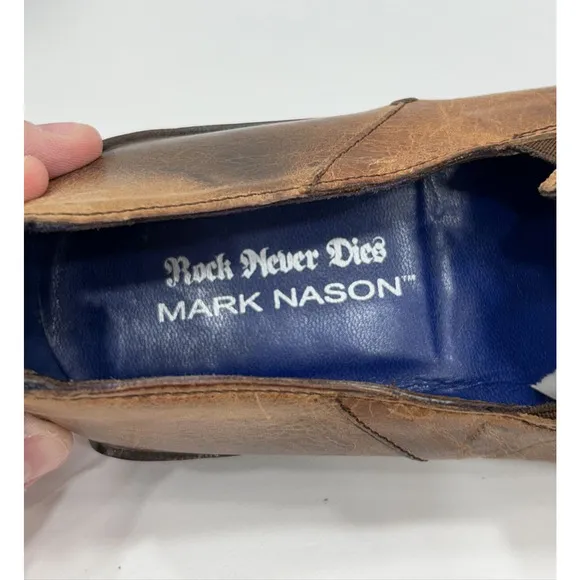 Rock Never Dies
MARK NASON™